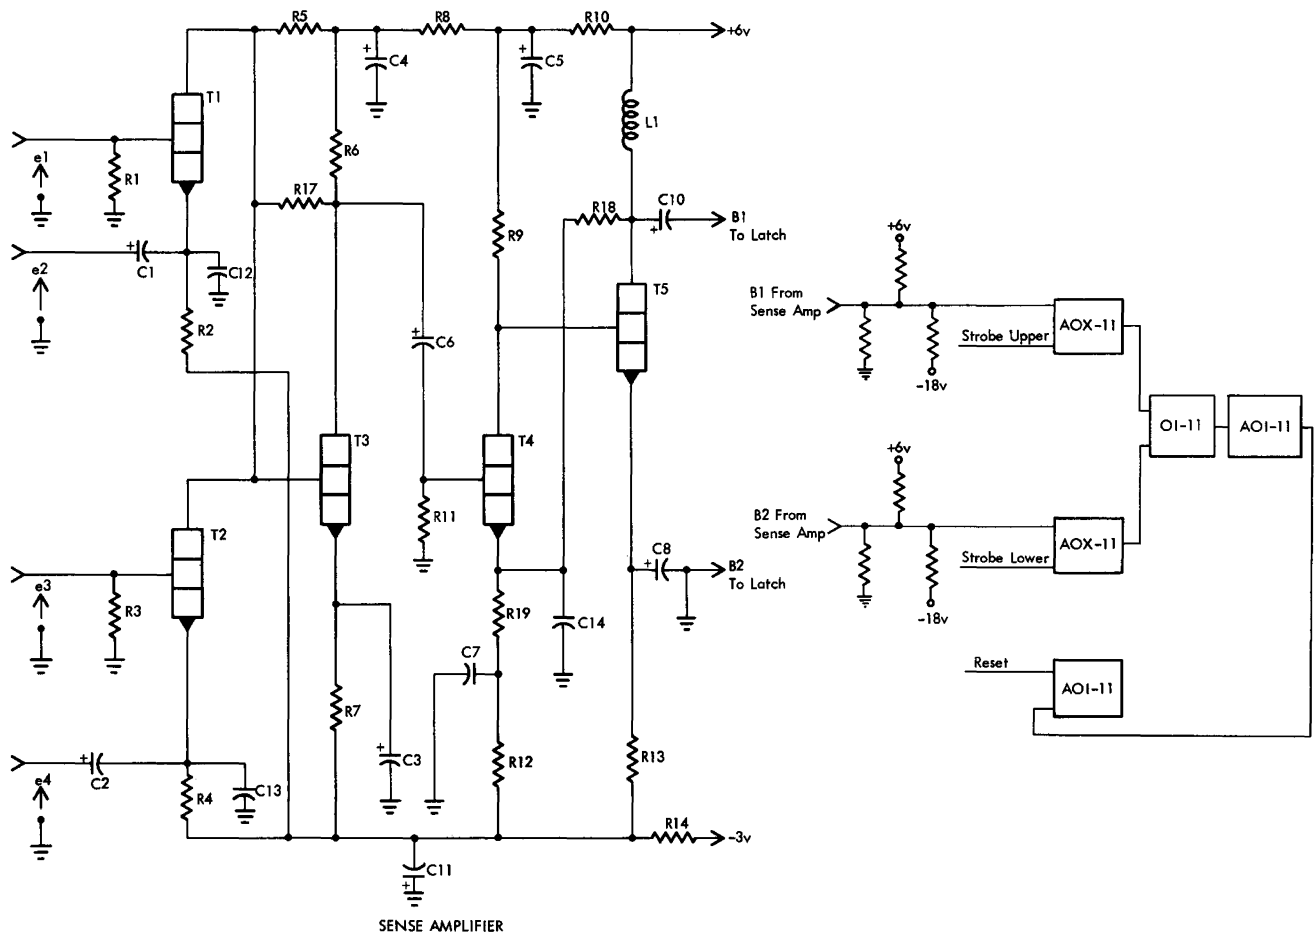 R5
R8
R10
+6v
+
C4
+
C5
T1
L1
e1
R1
R6
R17
R18
C10
+
B1
To Latch
+
C1
C12
e2
R2
R9
T5
+
C6
T3
T4
R11
T2
e3
R3
+
C8
B2
To Latch
R19
C14
C7
R7
+
C3
R12
R13
+
C2
e4
R4
C13
R14
-3v
C11
+
SENSE AMPLIFIER
+6v
B1 From
Sense Amp
Strobe Upper
AOX-11
-18v
OI-11
AOI-11
+6v
B2 From
Sense Amp
Strobe Lower
AOX-11
-18v
Reset
AOI-11